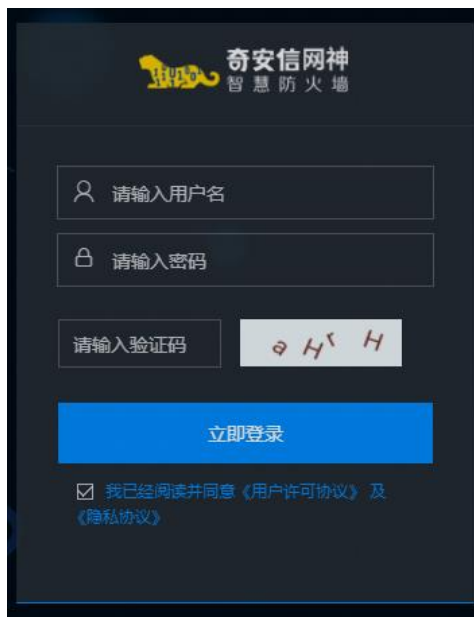 奇安信网神
智慧防火墙
请输入用户名
请输入密码
请输入验证码
aHrH
立即登录
我已经阅读并同意《用户许可协议》 及
《隐私协议》